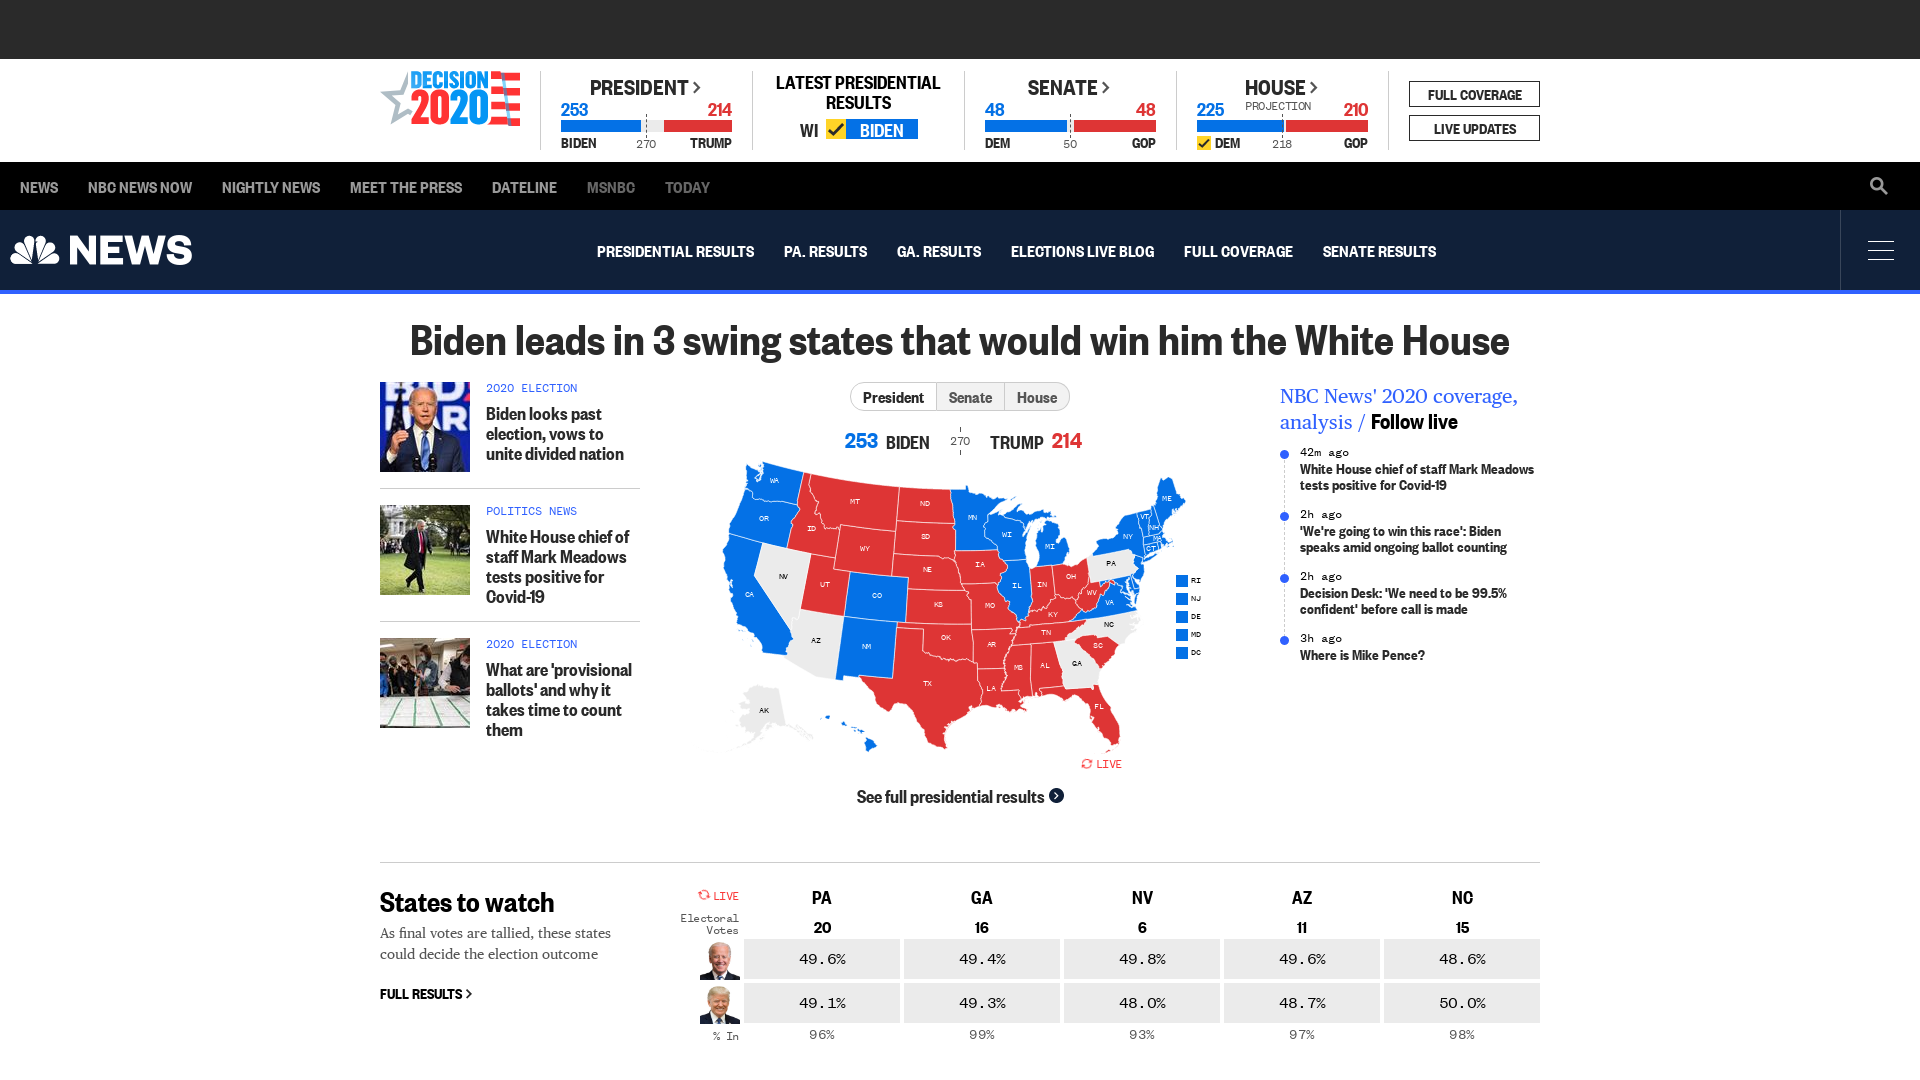 DECISION
2020
PRESIDENT
253 214
BIDEN 270 TRUMP
LATEST PRESIDENTIAL
RESULTS
WI BIDEN
SENATE
48 48
DEM 50 GOP
HOUSE
225 PROJECTION 210
DEM 218 GOP
FULL COVERAGE
LIVE UPDATES
NEWS NBC NEWS NOW NIGHTLY NEWS MEET THE PRESS DATELINE MSNBC TODAY
NEWS
PRESIDENTIAL RESULTS PA. RESULTS GA. RESULTS ELECTIONS LIVE BLOG FULL COVERAGE SENATE RESULTS
Biden leads in 3 swing states that would win him the White House
2020 ELECTION
Biden looks past
election, vows to
unite divided nation
POLITICS NEWS
White House chief of
staff Mark Meadows
tests positive for
Covid-19
2020 ELECTION
What are 'provisional
ballots' and why it
takes time to count
them
President Senate House
253 BIDEN 270 TRUMP 214
WA
MT
ND
MN
ME
OR
ID
SD
WI
VT
NH
NY
MA
CT
MI
WY
PA
NV
NE
IA
OH
UT
IL
IN
WV
CA
CO
KS
MO
KY
VA
NC
AZ
NM
OK
TN
AR
SC
MS
AL
GA
TX
LA
FL
AK
RI
NJ
DE
MD
DC
LIVE
See full presidential results
NBC News' 2020 coverage,
analysis / Follow live
42m ago
White House chief of staff Mark Meadows
tests positive for Covid-19
2h ago
'We're going to win this race': Biden
speaks amid ongoing ballot counting
2h ago
Decision Desk: 'We need to be 99.5%
confident' before call is made
3h ago
Where is Mike Pence?
States to watch
As final votes are tallied, these states
could decide the election outcome
FULL RESULTS
LIVE PA GA NV AZ NC
Electoral
Votes 20 16 6 11 15
49.6% 49.4% 49.8% 49.6% 48.6%
49.1% 49.3% 48.0% 48.7% 50.0%
% In 96% 99% 93% 97% 98%